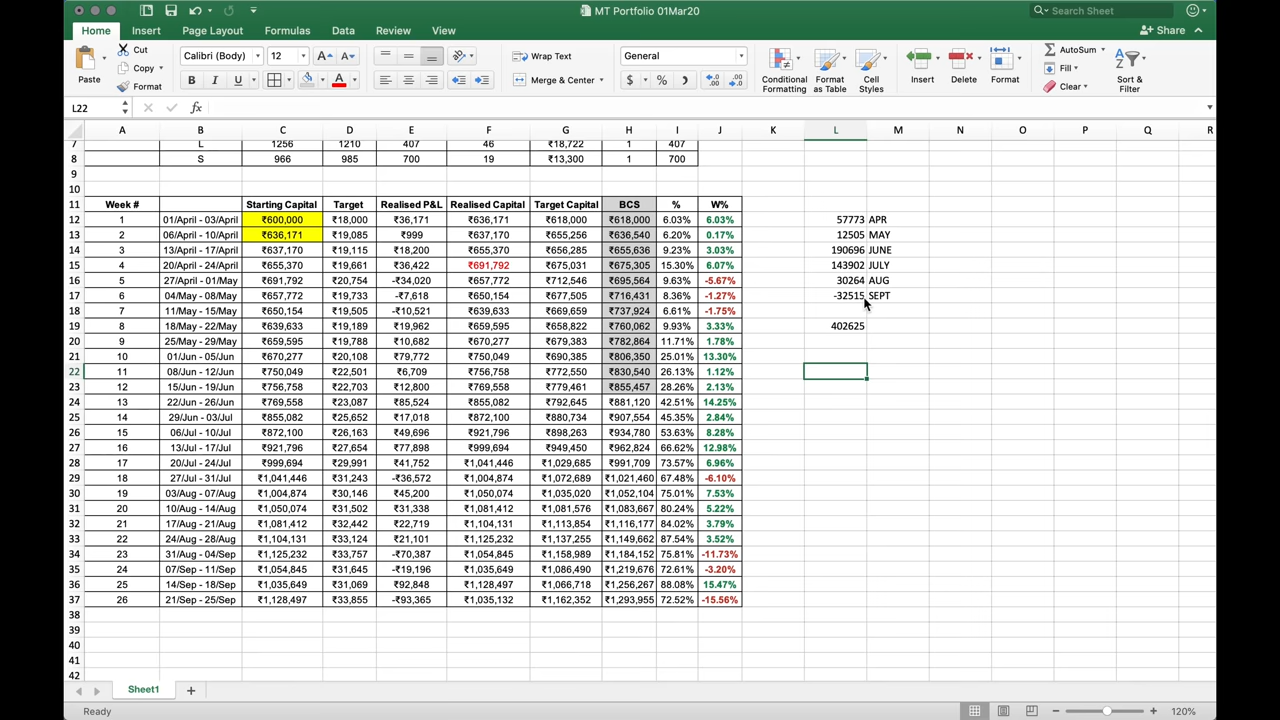 MT Portfolio 01Mar20
Search Sheet
Home Insert Page Layout Formulas Data Review View
Share
Paste
Cut
Copy
Format
Calibri (Body) 12
Wrap Text
Merge & Center
General
Conditional Formatting
Format as Table
Cell Styles
Insert
Delete
Format
AutoSum
Fill
Clear
Sort & Filter
L22 fx
A B C D E F G H I J K L M N O P Q R
7 L 1256 1210 407 46 ₹18,722 1 407
8 S 966 985 700 19 ₹13,300 1 700
9
10
11 Week # Starting Capital Target Realised P&L Realised Capital Target Capital BCS % W%
12 1 01/April - 03/April ₹600,000 ₹18,000 ₹36,171 ₹636,171 ₹618,000 ₹618,000 6.03% 6.03% 57773 APR
13 2 06/April - 10/April ₹636,171 ₹19,085 ₹999 ₹637,170 ₹655,256 ₹636,540 6.20% 0.17% 12505 MAY
14 3 13/April - 17/April ₹637,170 ₹19,115 ₹18,200 ₹655,370 ₹656,285 ₹655,636 9.23% 3.03% 190696 JUNE
15 4 20/April - 24/April ₹655,370 ₹19,661 ₹36,422 ₹691,792 ₹675,031 ₹675,305 15.30% 6.07% 143902 JULY
16 5 27/April - 01/May ₹691,792 ₹20,754 -₹34,020 ₹657,772 ₹712,546 ₹695,564 9.63% -5.67% 30264 AUG
17 6 04/May - 08/May ₹657,772 ₹19,733 -₹7,618 ₹650,154 ₹677,505 ₹716,431 8.36% -1.27% -32515 SEPT
18 7 11/May - 15/May ₹650,154 ₹19,505 -₹10,521 ₹639,633 ₹669,659 ₹737,924 6.61% -1.75%
19 8 18/May - 22/May ₹639,633 ₹19,189 ₹19,962 ₹659,595 ₹658,822 ₹760,062 9.93% 3.33% 402625
20 9 25/May - 29/May ₹659,595 ₹19,788 ₹10,682 ₹670,277 ₹679,383 ₹782,864 11.71% 1.78%
21 10 01/Jun - 05/Jun ₹670,277 ₹20,108 ₹79,772 ₹750,049 ₹690,385 ₹806,350 25.01% 13.30%
22 11 08/Jun - 12/Jun ₹750,049 ₹22,501 ₹6,709 ₹756,758 ₹772,550 ₹830,540 26.13% 1.12%
23 12 15/Jun - 19/Jun ₹756,758 ₹22,703 ₹12,800 ₹769,558 ₹779,461 ₹855,457 28.26% 2.13%
24 13 22/Jun - 26/Jun ₹769,558 ₹23,087 ₹85,524 ₹855,082 ₹792,645 ₹881,120 42.51% 14.25%
25 14 29/Jun - 03/Jul ₹855,082 ₹25,652 ₹17,018 ₹872,100 ₹880,734 ₹907,554 45.35% 2.84%
26 15 06/Jul - 10/Jul ₹872,100 ₹26,163 ₹49,696 ₹921,796 ₹898,263 ₹934,780 53.63% 8.28%
27 16 13/Jul - 17/Jul ₹921,796 ₹27,654 ₹77,898 ₹999,694 ₹949,450 ₹962,824 66.62% 12.98%
28 17 20/Jul - 24/Jul ₹999,694 ₹29,991 ₹41,752 ₹1,041,446 ₹1,029,685 ₹991,709 73.57% 6.96%
29 18 27/Jul - 31/Jul ₹1,041,446 ₹31,243 -₹36,572 ₹1,004,874 ₹1,072,689 ₹1,021,460 67.48% -6.10%
30 19 03/Aug - 07/Aug ₹1,004,874 ₹30,146 ₹45,200 ₹1,050,074 ₹1,035,020 ₹1,052,104 75.01% 7.53%
31 20 10/Aug - 14/Aug ₹1,050,074 ₹31,502 ₹31,338 ₹1,081,412 ₹1,081,576 ₹1,083,667 80.24% 5.22%
32 21 17/Aug - 21/Aug ₹1,081,412 ₹32,442 ₹22,719 ₹1,104,131 ₹1,113,854 ₹1,116,177 84.02% 3.79%
33 22 24/Aug - 28/Aug ₹1,104,131 ₹33,124 ₹21,101 ₹1,125,232 ₹1,137,255 ₹1,149,662 87.54% 3.52%
34 23 31/Aug - 04/Sep ₹1,125,232 ₹33,757 -₹70,387 ₹1,054,845 ₹1,158,989 ₹1,184,152 75.81% -11.73%
35 24 07/Sep - 11/Sep ₹1,054,845 ₹31,645 -₹19,196 ₹1,035,649 ₹1,086,490 ₹1,219,676 72.61% -3.20%
36 25 14/Sep - 18/Sep ₹1,035,649 ₹31,069 ₹92,848 ₹1,128,497 ₹1,066,718 ₹1,256,267 88.08% 15.47%
37 26 21/Sep - 25/Sep ₹1,128,497 ₹33,855 -₹93,365 ₹1,035,132 ₹1,162,352 ₹1,293,955 72.52% -15.56%
38
39
40
41
42
Sheet1
Ready 120%